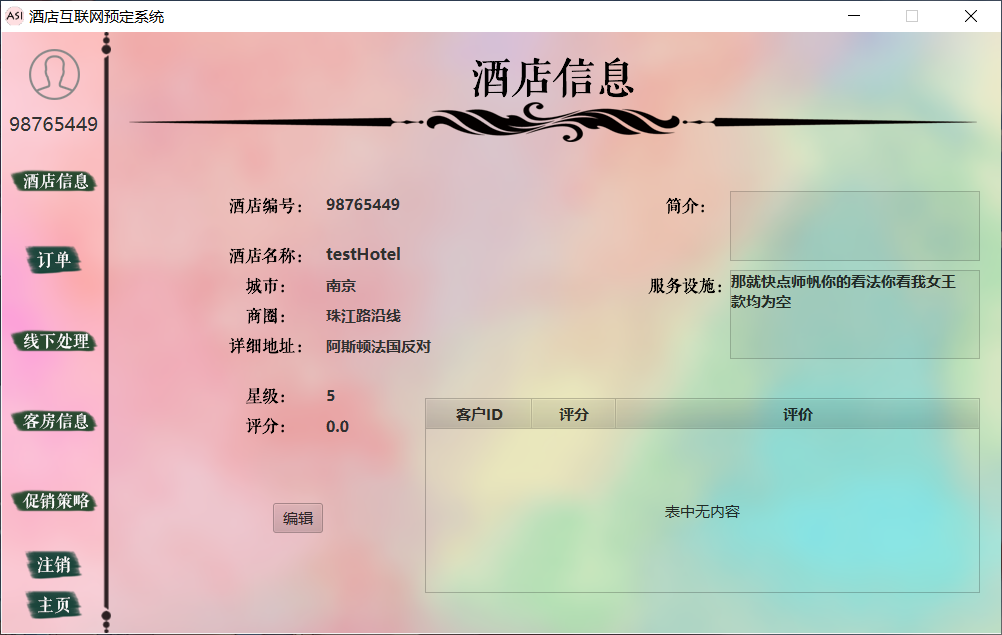 ASI 酒店互联网预定系统
98765449
酒店信息
订单
线下处理
客房信息
促销策略
注销
主页
酒店信息
酒店编号： 98765449
酒店名称： testHotel
城市： 南京
商圈： 珠江路沿线
详细地址： 阿斯顿法国反对
星级： 5
评分： 0.0
编辑
简介：
服务设施： 那就快点师帆你的看法你看我女王
款均为空
客户ID 评分 评价
表中无内容